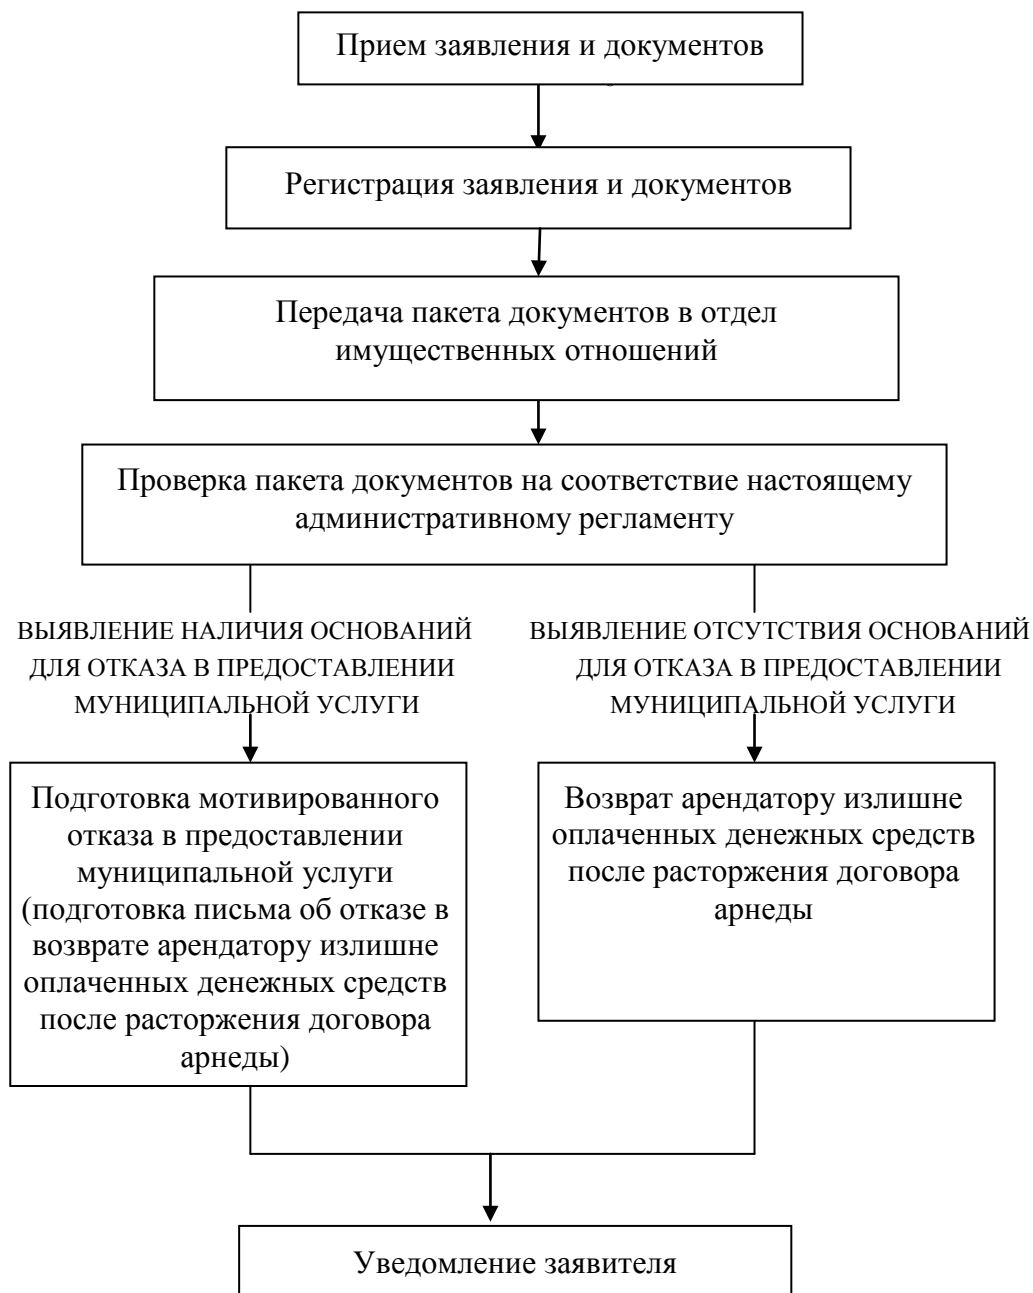 Прием заявления и документов
Регистрация заявления и документов
Передача пакета документов в отдел
имущественных отношений
Проверка пакета документов на соответствие настоящему
административному регламенту
ВЫЯВЛЕНИЕ НАЛИЧИЯ ОСНОВАНИЙ
ДЛЯ ОТКАЗА В ПРЕДОСТАВЛЕНИИ
МУНИЦИПАЛЬНОЙ УСЛУГИ
ВЫЯВЛЕНИЕ ОТСУТСТВИЯ ОСНОВАНИЙ
ДЛЯ ОТКАЗА В ПРЕДОСТАВЛЕНИИ
МУНИЦИПАЛЬНОЙ УСЛУГИ
Подготовка мотивированного
отказа в предоставлении
муниципальной услуги
(подготовка письма об отказе в
возврате арендатору излишне
оплаченных денежных средств
после расторжения договора
арнеды)
Возврат арендатору излишне
оплаченных денежных средств
после расторжения договора
арнеды
Уведомление заявителя